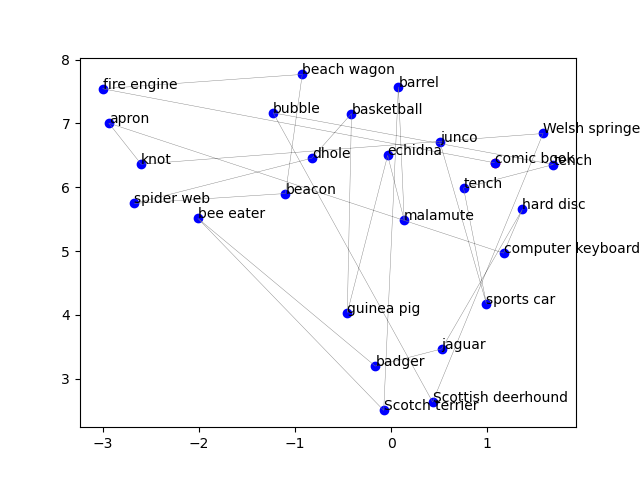 8
7
6
5
4
3
−3
−2
−1
0
1
beach wagon
fire engine
barrel
bubble
basketball
apron
Welsh springe
junco
echidna
dhole
knot
comic book
tench
tench
beacon
spider web
hard disc
bee eater
malamute
computer keyboard
sports car
guinea pig
jaguar
badger
Scottish deerhound
Scotch terrier